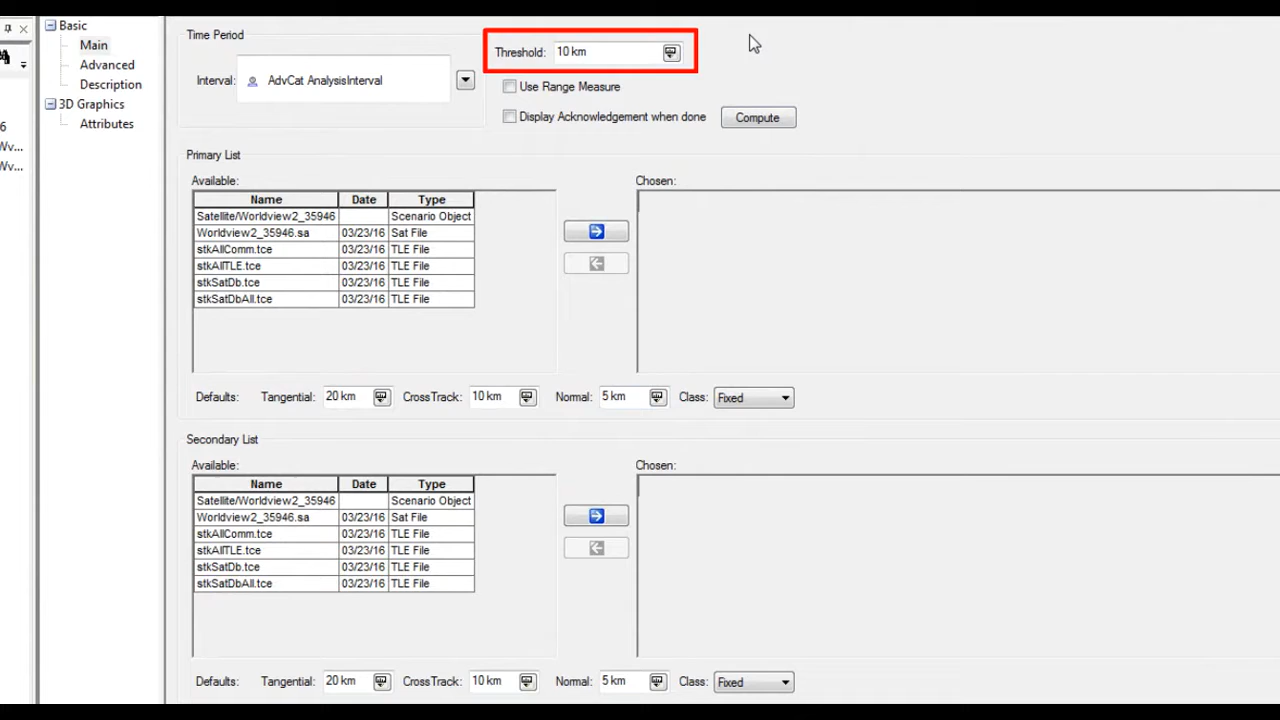 Basic
Main
Advanced
Description
3D Graphics
Attributes
6
Wv...
Wv...
Time Period
Interval: AdvCat AnalysisInterval
Threshold: 10 km
Use Range Measure
Display Acknowledgement when done Compute
Primary List
Available: Chosen:
Name Date Type
Satellite/Worldview2_35946 Scenario Object
Worldview2_35946.sa 03/23/16 Sat File
stkAllComm.tce 03/23/16 TLE File
stkAllTLE.tce 03/23/16 TLE File
stkSatDb.tce 03/23/16 TLE File
stkSatDbAll.tce 03/23/16 TLE File
Defaults: Tangential: 20 km CrossTrack: 10 km Normal: 5 km Class: Fixed
Secondary List
Available: Chosen:
Name Date Type
Satellite/Worldview2_35946 Scenario Object
Worldview2_35946.sa 03/23/16 Sat File
stkAllComm.tce 03/23/16 TLE File
stkAllTLE.tce 03/23/16 TLE File
stkSatDb.tce 03/23/16 TLE File
stkSatDbAll.tce 03/23/16 TLE File
Defaults: Tangential: 20 km CrossTrack: 10 km Normal: 5 km Class: Fixed